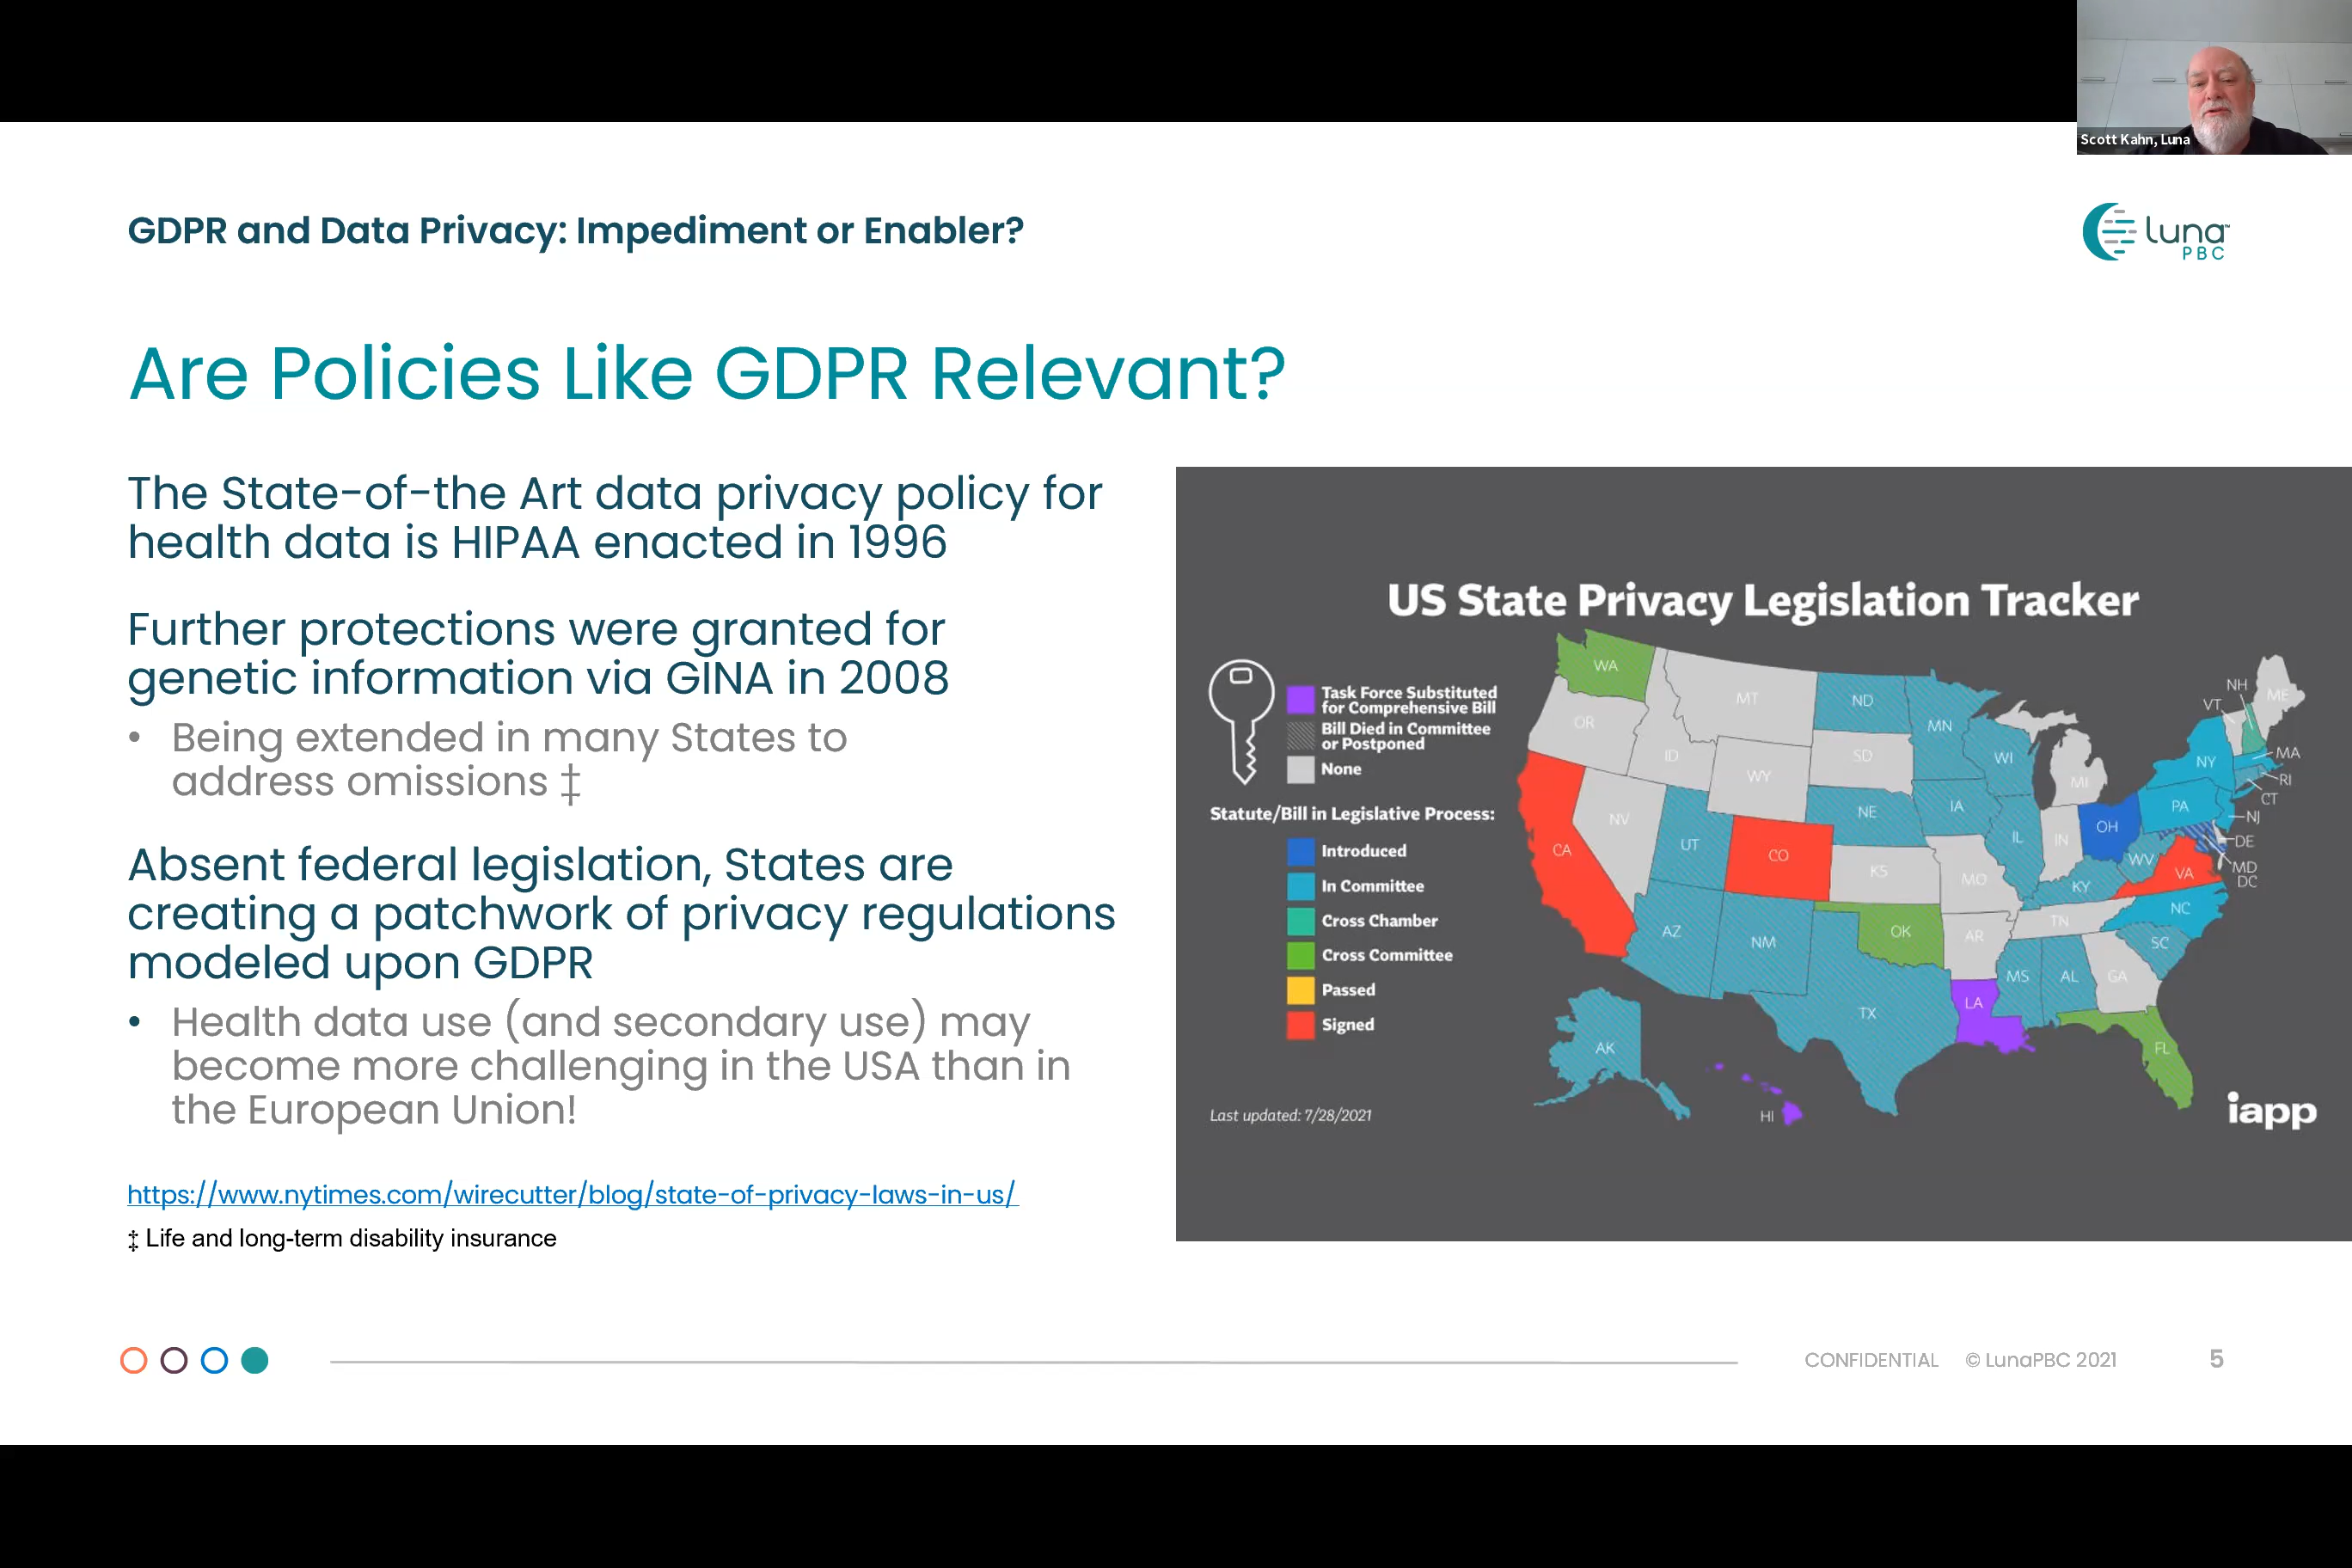 Scott Kahn, Luna
GDPR and Data Privacy: Impediment or Enabler?
luna™
PBC
Are Policies Like GDPR Relevant?
The State-of-the Art data privacy policy for
health data is HIPAA enacted in 1996
Further protections were granted for
genetic information via GINA in 2008
• Being extended in many States to
address omissions ‡
Absent federal legislation, States are
creating a patchwork of privacy regulations
modeled upon GDPR
• Health data use (and secondary use) may
become more challenging in the USA than in
the European Union!
https://www.nytimes.com/wirecutter/blog/state-of-privacy-laws-in-us/
‡ Life and long-term disability insurance
US State Privacy Legislation Tracker
Task Force Substituted
for Comprehensive Bill
Bill Died in Committee
or Postponed
None
Statute/Bill in Legislative Process:
Introduced
In Committee
Cross Chamber
Cross Committee
Passed
Signed
Last updated: 7/28/2021
WA
OR
ID
MT
WY
NV
CA
UT
CO
AZ
NM
ND
SD
NE
KS
OK
TX
MN
IA
MO
AR
LA
WI
IL
MI
IN
OH
KY
TN
MS
AL
GA
FL
SC
NC
VA
WV
PA
NY
VT
NH
ME
MA
RI
CT
NJ
DE
MD
DC
AK
HI
iapp
CONFIDENTIAL © LunaPBC 2021 5